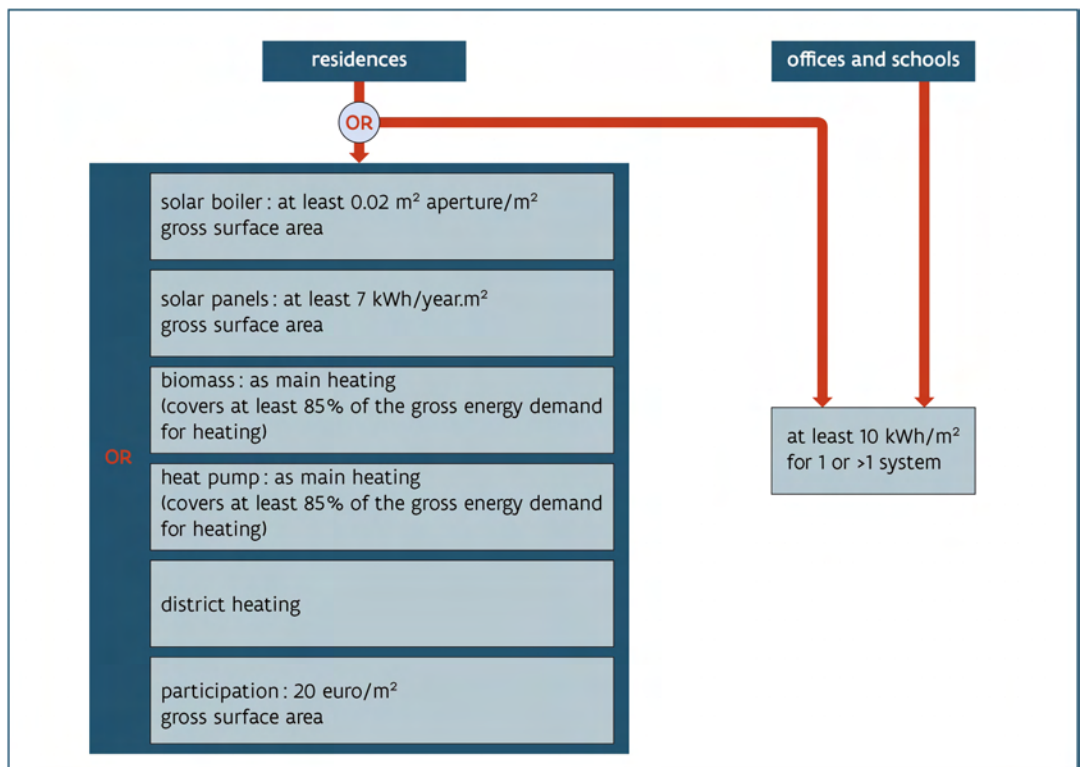 residences
offices and schools
OR
solar boiler : at least 0.02 m² aperture/m²
gross surface area
solar panels : at least 7 kWh/year.m²
gross surface area
biomass : as main heating
(covers at least 85% of the gross energy demand
for heating)
OR
heat pump : as main heating
(covers at least 85% of the gross energy demand
for heating)
district heating
participation : 20 euro/m²
gross surface area
at least 10 kWh/m²
for 1 or >1 system